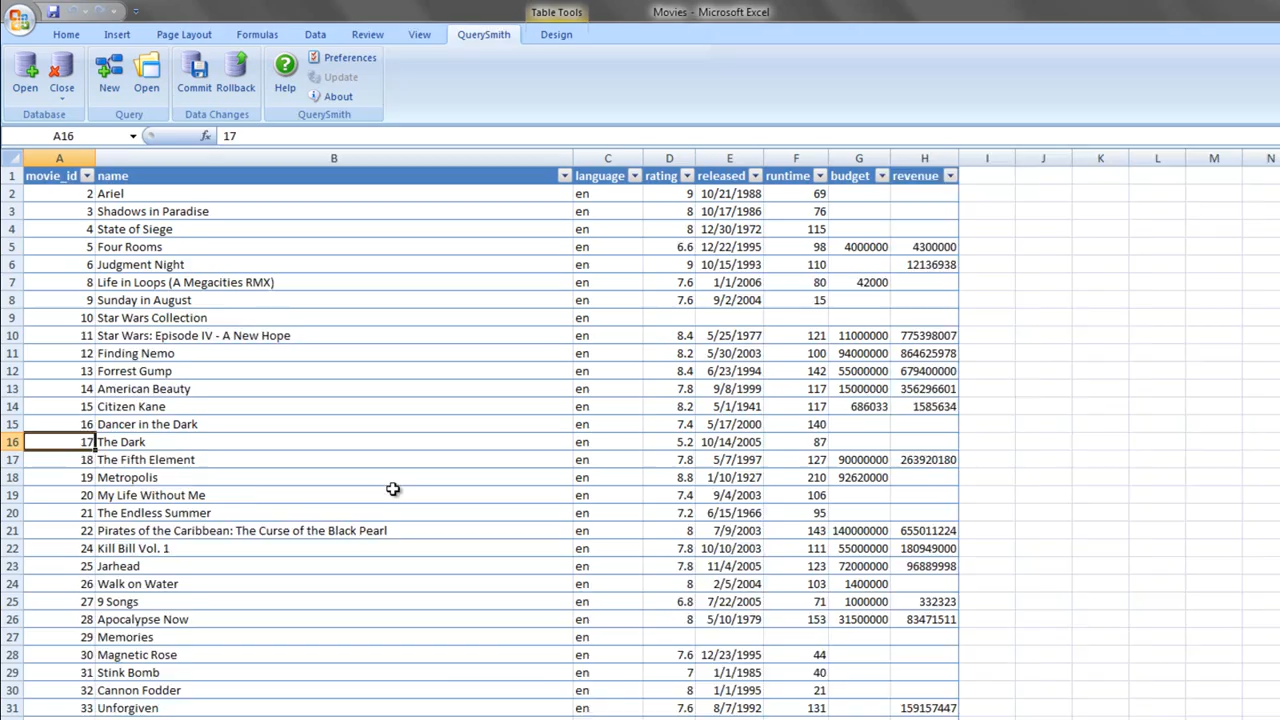 Table Tools
Movies - Microsoft Excel
Home Insert Page Layout Formulas Data Review View QuerySmith Design
Open Close New Open Commit Rollback Help Preferences Update About
Database Query Data Changes QuerySmith
A16 fx 17
A B C D E F G H I J K L M N
1 movie_id name language rating released runtime budget revenue
2 2 Ariel en 9 10/21/1988 69
3 3 Shadows in Paradise en 8 10/17/1986 76
4 4 State of Siege en 8 12/30/1972 115
5 5 Four Rooms en 6.6 12/22/1995 98 4000000 4300000
6 6 Judgment Night en 9 10/15/1993 110 12136938
7 8 Life in Loops (A Megacities RMX) en 7.6 1/1/2006 80 42000
8 9 Sunday in August en 7.6 9/2/2004 15
9 10 Star Wars Collection en
10 11 Star Wars: Episode IV - A New Hope en 8.4 5/25/1977 121 11000000 775398007
11 12 Finding Nemo en 8.2 5/30/2003 100 94000000 864625978
12 13 Forrest Gump en 8.4 6/23/1994 142 55000000 679400000
13 14 American Beauty en 7.8 9/8/1999 117 15000000 356296601
14 15 Citizen Kane en 8.2 5/1/1941 117 686033 1585634
15 16 Dancer in the Dark en 7.4 5/17/2000 140
16 17 The Dark en 5.2 10/14/2005 87
17 18 The Fifth Element en 7.8 5/7/1997 127 90000000 263920180
18 19 Metropolis en 8.8 1/10/1927 210 92620000
19 20 My Life Without Me en 7.4 9/4/2003 106
20 21 The Endless Summer en 7.2 6/15/1966 95
21 22 Pirates of the Caribbean: The Curse of the Black Pearl en 8 7/9/2003 143 140000000 655011224
22 24 Kill Bill Vol. 1 en 7.8 10/10/2003 111 55000000 180949000
23 25 Jarhead en 7.8 11/4/2005 123 72000000 96889998
24 26 Walk on Water en 8 2/5/2004 103 1400000
25 27 9 Songs en 6.8 7/22/2005 71 1000000 332323
26 28 Apocalypse Now en 8 5/10/1979 153 31500000 83471511
27 29 Memories en
28 30 Magnetic Rose en 7.6 12/23/1995 44
29 31 Stink Bomb en 7 1/1/1985 40
30 32 Cannon Fodder en 8 1/1/1995 21
31 33 Unforgiven en 7.6 8/7/1992 131 159157447